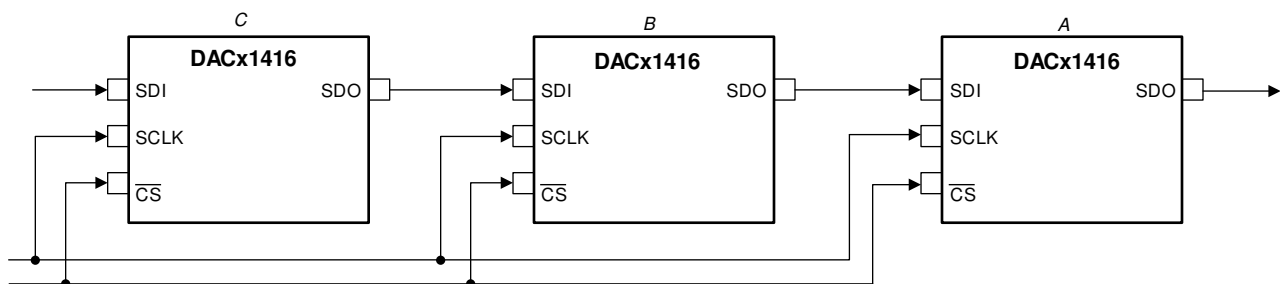 C
DACx1416
SDI
SDO
SCLK
CS
B
DACx1416
SDI
SDO
SCLK
CS
A
DACx1416
SDI
SDO
SCLK
CS